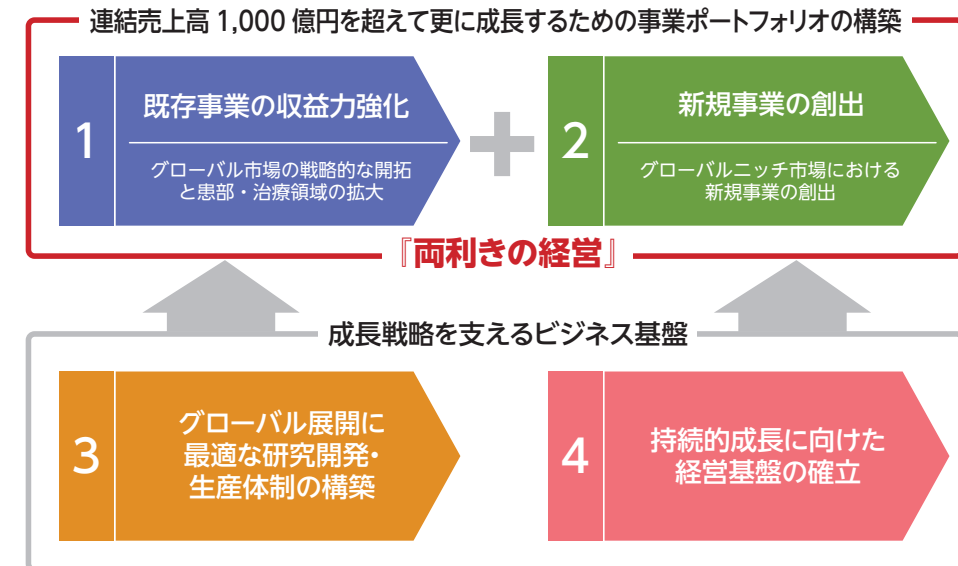 連結売上高 1,000 億円を超えて更に成長するための事業ポートフォリオの構築
1
既存事業の収益力強化
グローバル市場の戦略的な開拓
と患部・治療領域の拡大
2
新規事業の創出
グローバルニッチ市場における
新規事業の創出
『両利きの経営』
成長戦略を支えるビジネス基盤
3
グローバル展開に
最適な研究開発・
生産体制の構築
4
持続的成長に向けた
経営基盤の確立